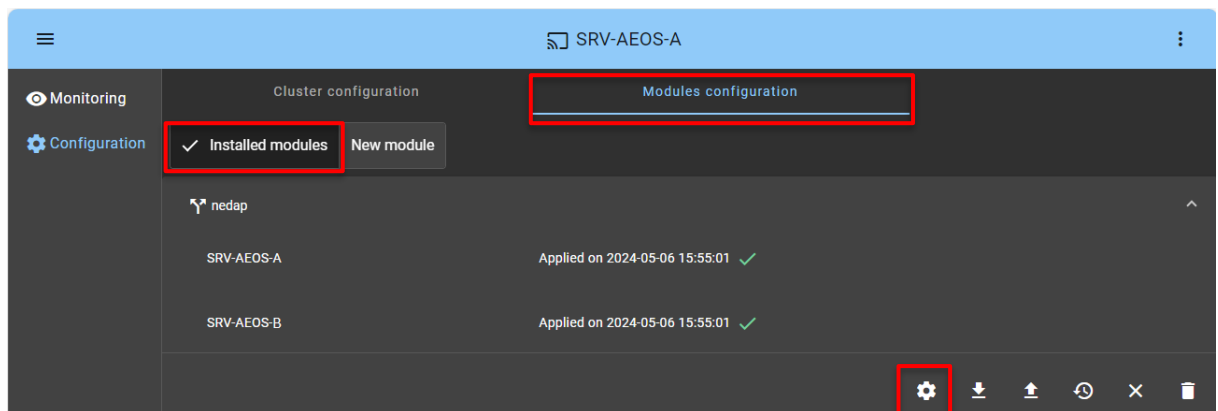 SRV-AEOS-A
Monitoring
Cluster configuration
Modules configuration
Configuration
Installed modules
New module
nedap
SRV-AEOS-A
Applied on 2024-05-06 15:55:01
SRV-AEOS-B
Applied on 2024-05-06 15:55:01